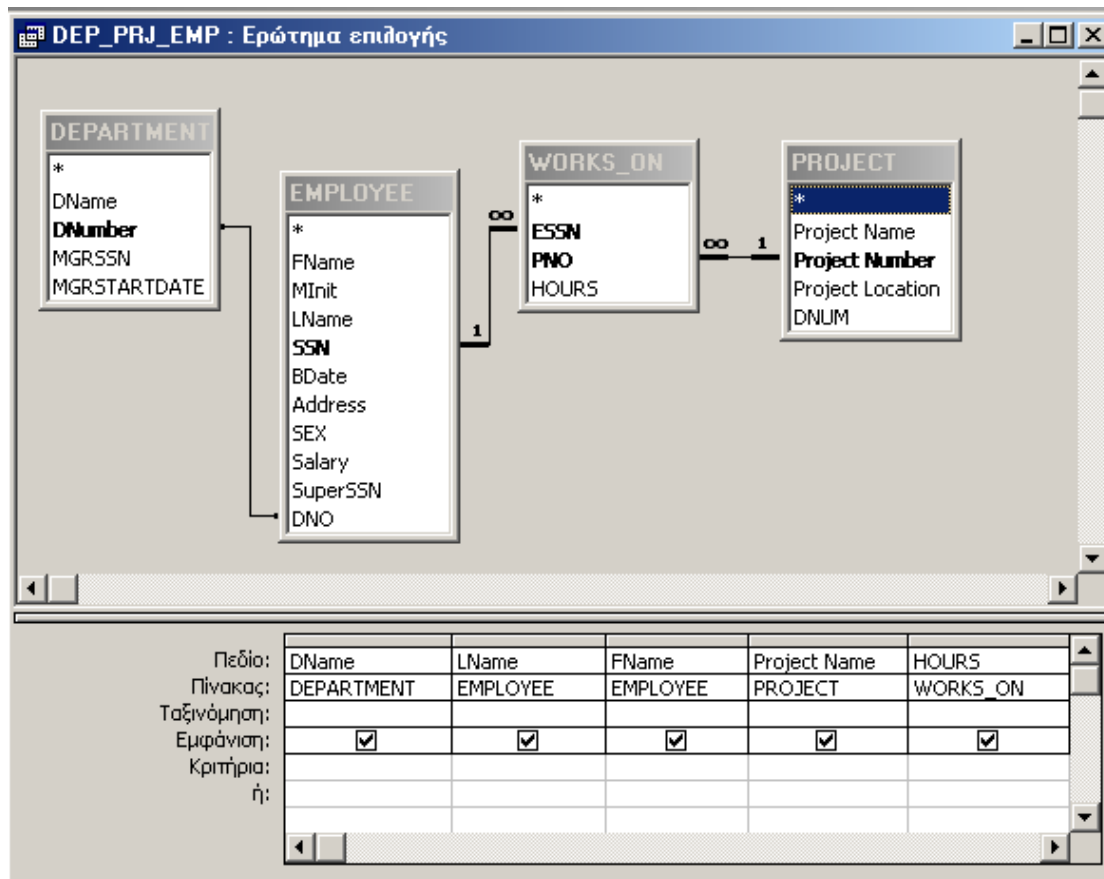 DEP_PRJ_EMP : Ερώτημα επιλογής
DEPARTMENT
*
DName
DNumber
MGRSSN
MGRSTARTDATE
EMPLOYEE
*
FName
MInit
LName
SSN
BDate
Address
SEX
Salary
SuperSSN
DNO
1
∞
WORKS_ON
*
ESSN
PNO
HOURS
∞ 1
PROJECT
*
Project Name
Project Number
Project Location
DNUM
Πεδίο: DName LName FName Project Name HOURS
Πίνακας: DEPARTMENT EMPLOYEE EMPLOYEE PROJECT WORKS_ON
Ταξινόμηση:
Εμφάνιση:
Κριτήρια:
ή: